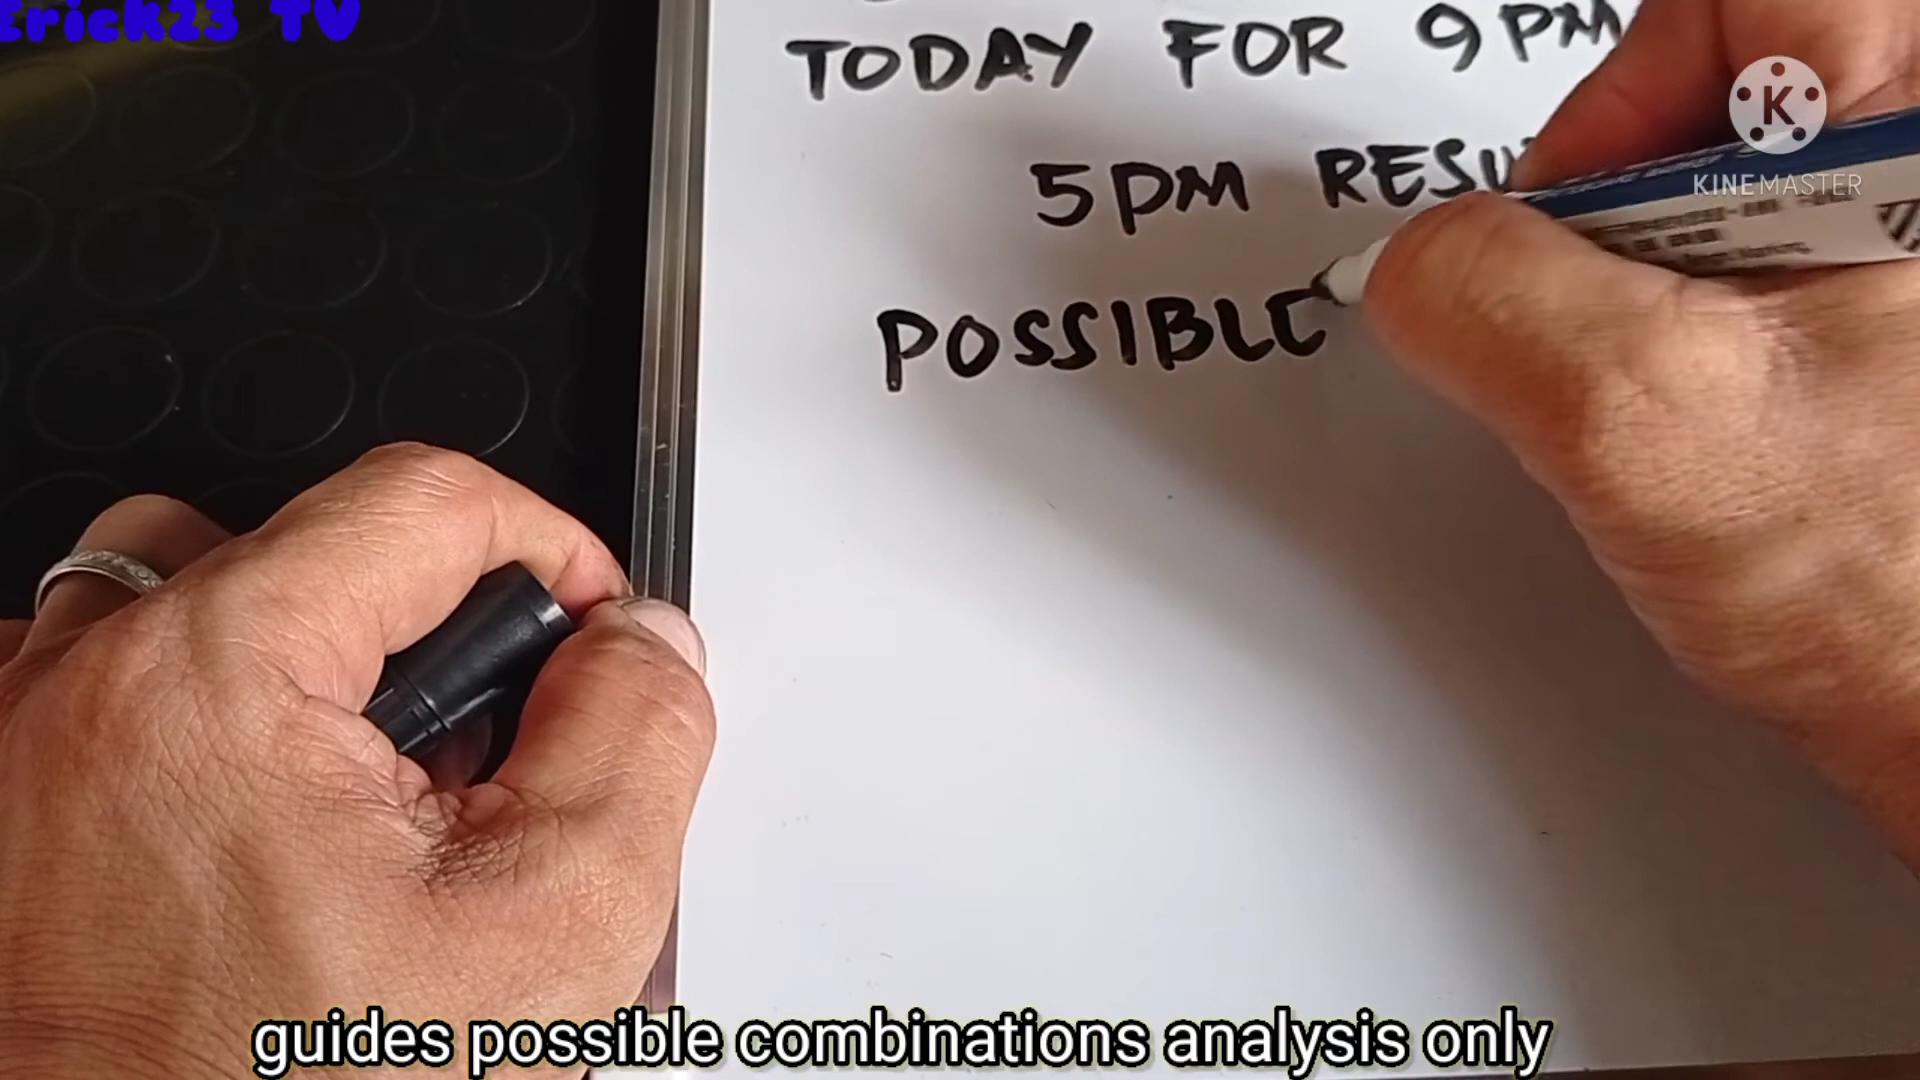 Erick23 TV
TODAY FOR 9PM
5PM RESU
POSSIBLE
K
KINEMASTER
guides possible combinations analysis only